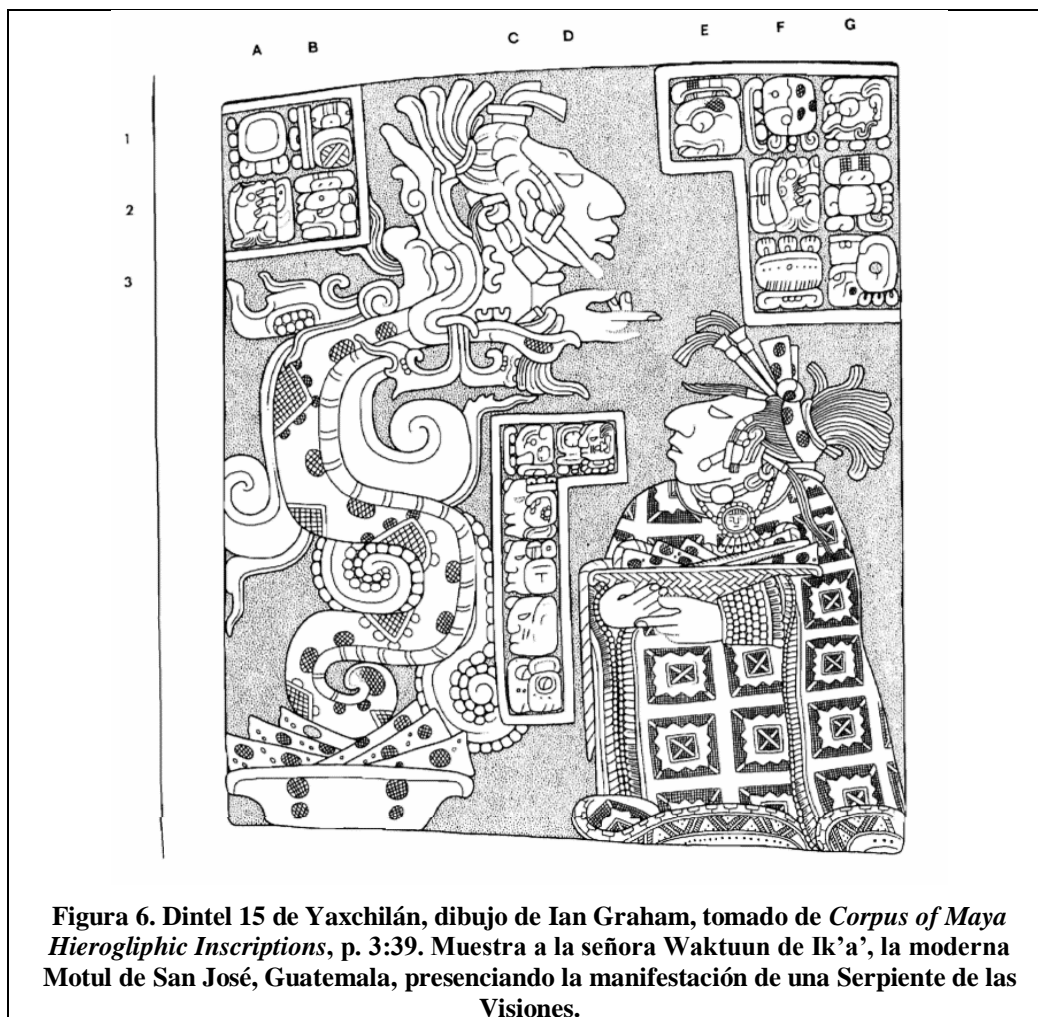 A B C D E F G
1
2
3
Figura 6. Dintel 15 de Yaxchilán, dibujo de Ian Graham, tomado de Corpus of Maya
Hierogliphic Inscriptions, p. 3:39. Muestra a la señora Waktuun de Ik’a’, la moderna
Motul de San José, Guatemala, presenciando la manifestación de una Serpiente de las
Visiones.